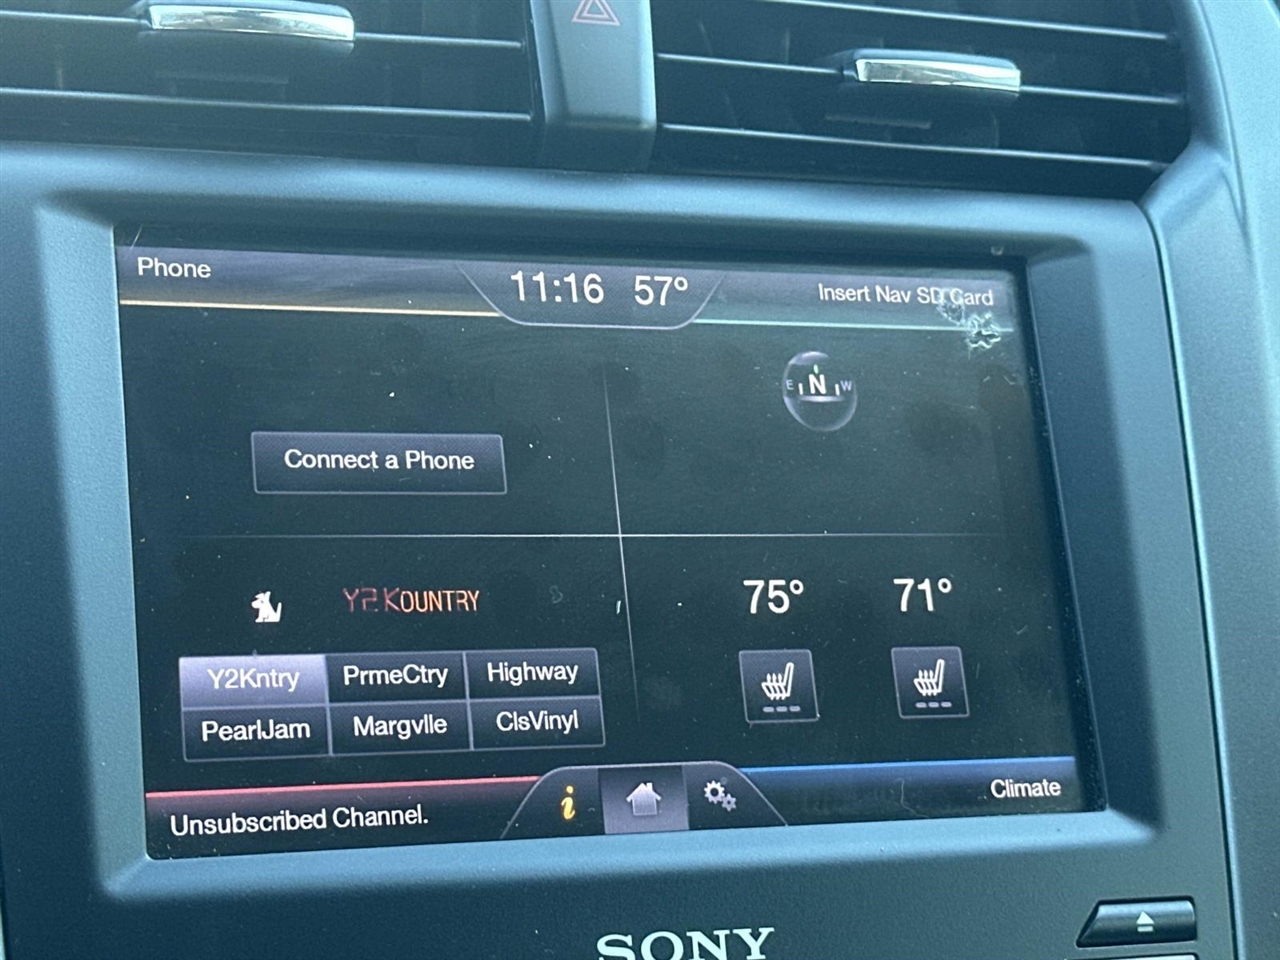 Phone
11:16 57°
Insert Nav SD Card
E N W
Connect a Phone
Y2KOUNTRY
75° 71°
Y2Kntry PrmeCtry Highway
PearlJam Margvlle ClsVinyl
i
Climate
Unsubscribed Channel.
SONY